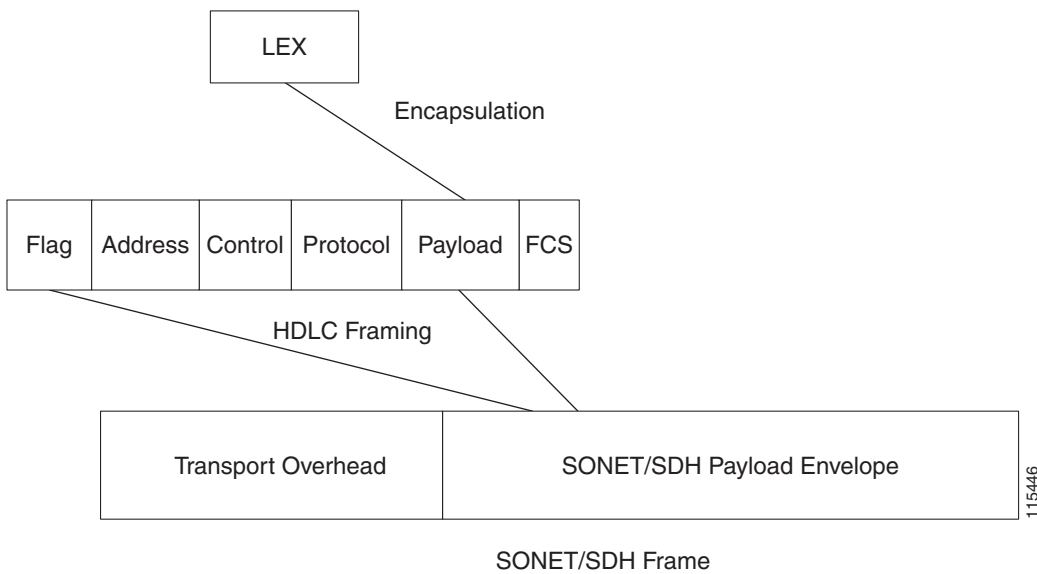 LEX
Encapsulation
Flag Address Control Protocol Payload FCS
HDLC Framing
Transport Overhead SONET/SDH Payload Envelope
115446
SONET/SDH Frame